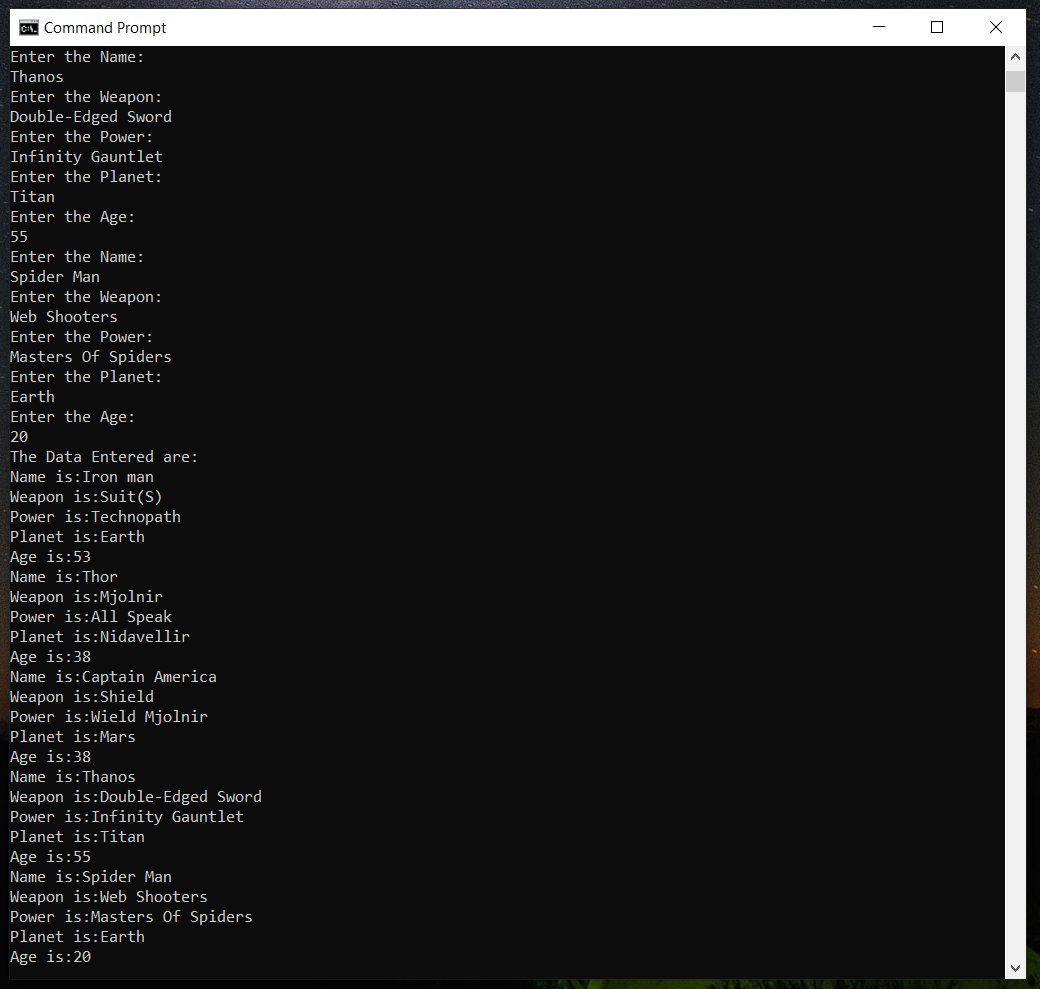 Command Prompt
Enter the Name:
Thanos
Enter the Weapon:
Double-Edged Sword
Enter the Power:
Infinity Gauntlet
Enter the Planet:
Titan
Enter the Age:
55
Enter the Name:
Spider Man
Enter the Weapon:
Web Shooters
Enter the Power:
Masters Of Spiders
Enter the Planet:
Earth
Enter the Age:
20
The Data Entered are:
Name is:Iron man
Weapon is:Suit(S)
Power is:Technopath
Planet is:Earth
Age is:53
Name is:Thor
Weapon is:Mjolnir
Power is:All Speak
Planet is:Nidavellir
Age is:38
Name is:Captain America
Weapon is:Shield
Power is:Wield Mjolnir
Planet is:Mars
Age is:38
Name is:Thanos
Weapon is:Double-Edged Sword
Power is:Infinity Gauntlet
Planet is:Titan
Age is:55
Name is:Spider Man
Weapon is:Web Shooters
Power is:Masters Of Spiders
Planet is:Earth
Age is:20